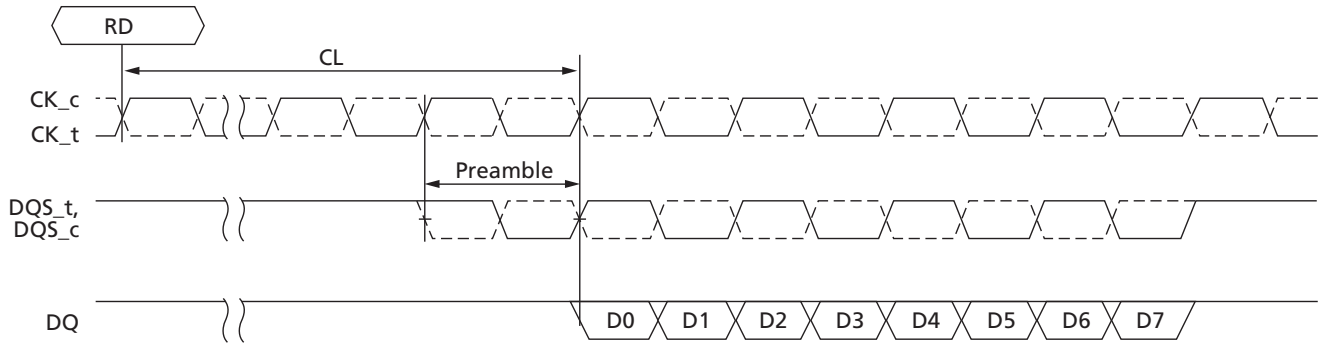 RD
CL
CK_c
CK_t
Preamble
DQS_t,
DQS_c
DQ
D0 D1 D2 D3 D4 D5 D6 D7